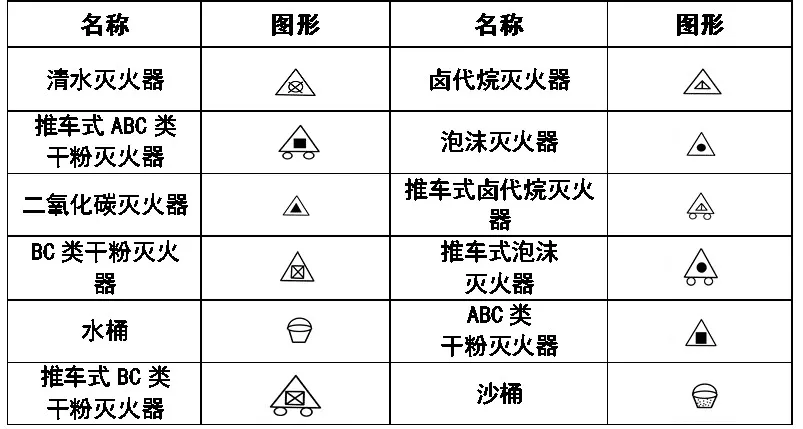 名称 图形 名称 图形
清水灭火器 卤代烷灭火器
推车式 ABC 类
干粉灭火器
泡沫灭火器
二氧化碳灭火器
推车式卤代烷灭火
器
BC 类干粉灭火
器
推车式泡沫
灭火器
水桶
ABC 类
干粉灭火器
推车式 BC 类
干粉灭火器
沙桶